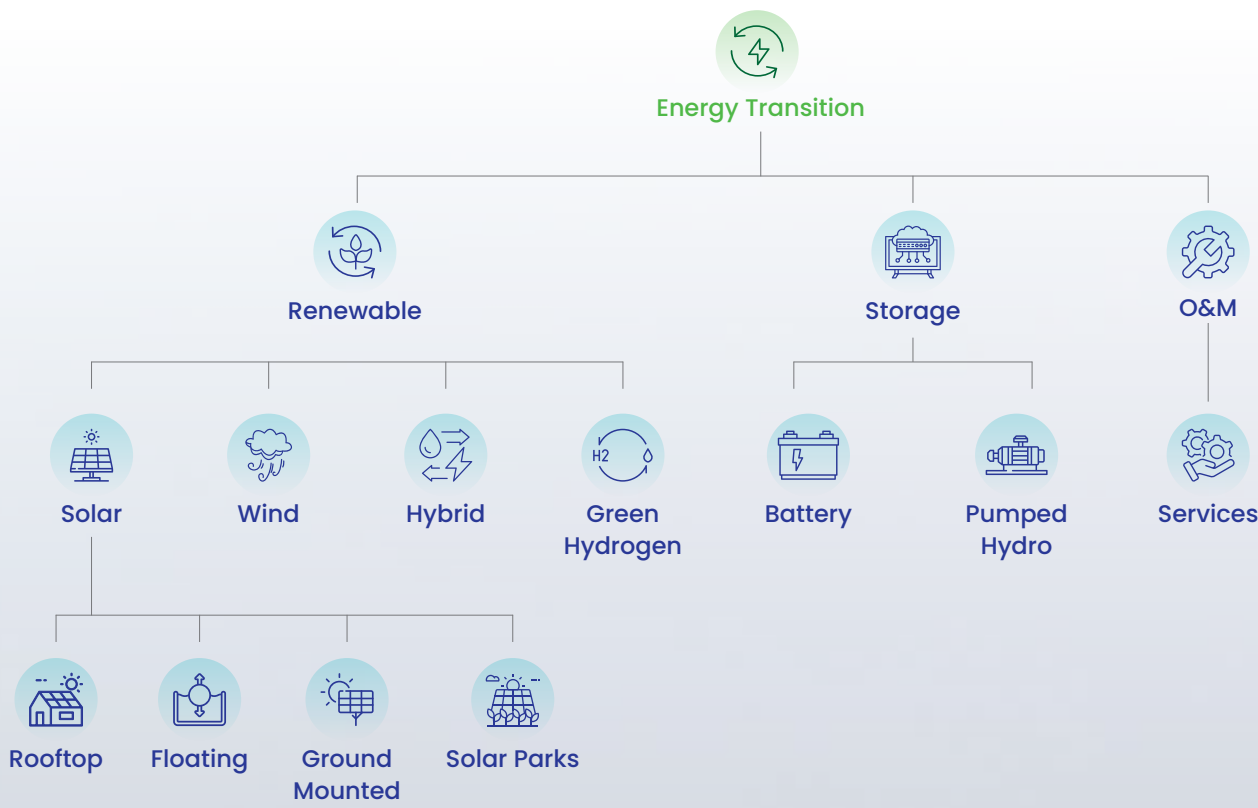 Energy Transition
Renewable
Storage
O&M
Solar
Wind
Hybrid
H2
Green
Hydrogen
Battery
Pumped
Hydro
Services
Rooftop
Floating
Ground
Mounted
Solar Parks